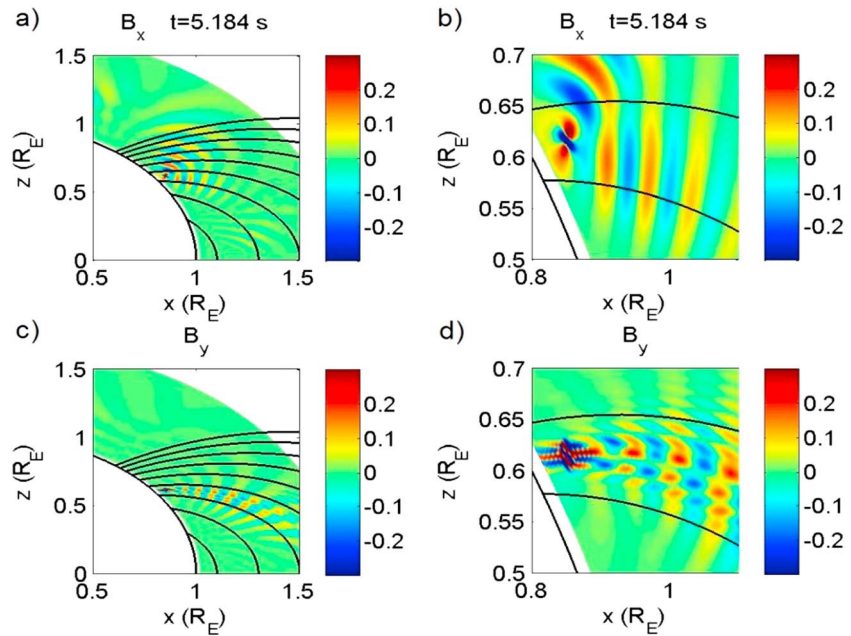 a) B_x t=5.184 s
z (R_E)
1.5
1
0.5
0
0.5 1 1.5
x (R_E)
0.2
0.1
0
-0.1
-0.2
b) B_x t=5.184 s
z (R_E)
0.7
0.65
0.6
0.55
0.5
0.8 1
x (R_E)
0.2
0.1
0
-0.1
-0.2
c) B_y
z (R_E)
1.5
1
0.5
0
0.5 1 1.5
x (R_E)
0.2
0.1
0
-0.1
-0.2
d) B_y
z (R_E)
0.7
0.65
0.6
0.55
0.5
0.8 1
x (R_E)
0.2
0.1
0
-0.1
-0.2